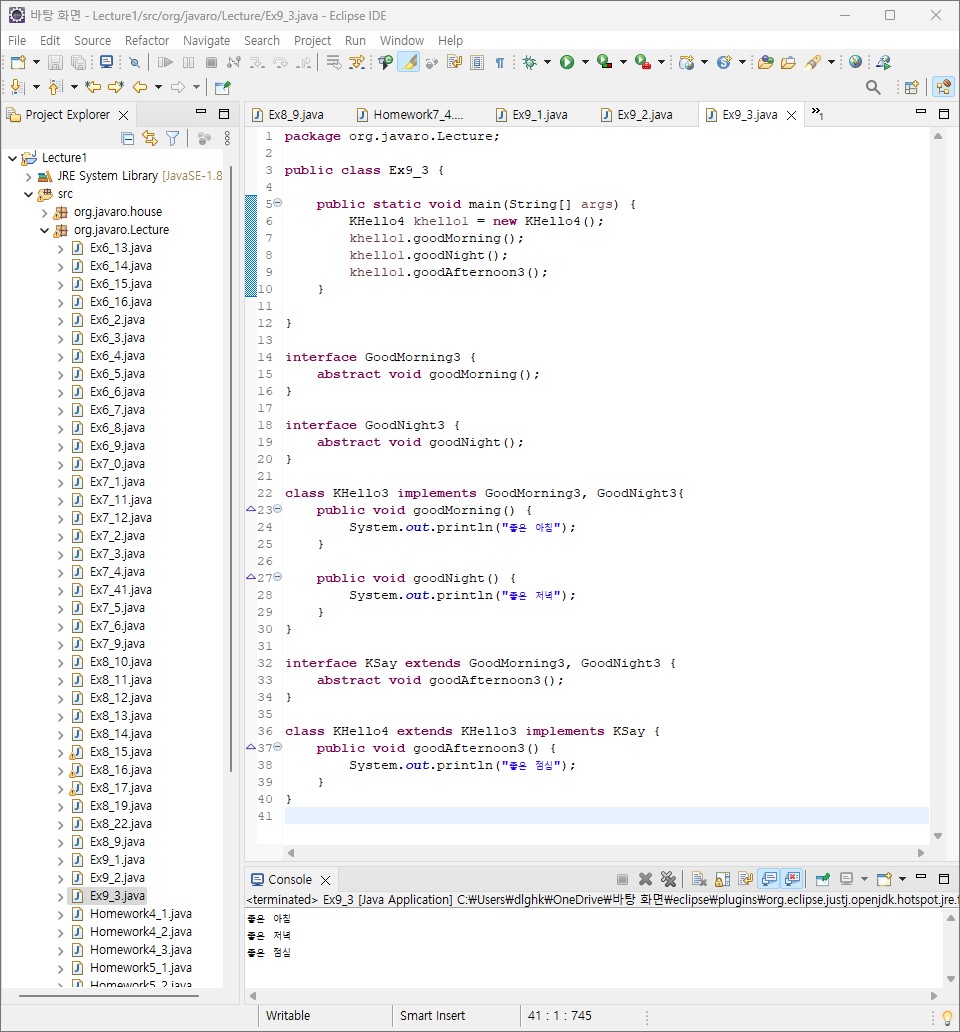 바탕 화면 - Lecture1/src/org/javaro/Lecture/Ex9_3.java - Eclipse IDE
File Edit Source Refactor Navigate Search Project Run Window Help
Project Explorer
Lecture1
JRE System Library [JavaSE-1.8
src
org.javaro.house
org.javaro.Lecture
Ex6_13.java
Ex6_14.java
Ex6_15.java
Ex6_16.java
Ex6_2.java
Ex6_3.java
Ex6_4.java
Ex6_5.java
Ex6_6.java
Ex6_7.java
Ex6_8.java
Ex6_9.java
Ex7_0.java
Ex7_1.java
Ex7_11.java
Ex7_12.java
Ex7_2.java
Ex7_3.java
Ex7_4.java
Ex7_41.java
Ex7_5.java
Ex7_6.java
Ex7_9.java
Ex8_10.java
Ex8_11.java
Ex8_12.java
Ex8_13.java
Ex8_14.java
Ex8_15.java
Ex8_16.java
Ex8_17.java
Ex8_19.java
Ex8_22.java
Ex8_9.java
Ex9_1.java
Ex9_2.java
Ex9_3.java
Homework4_1.java
Homework4_2.java
Homework4_3.java
Homework5_1.java
Homework5_2.java
Ex8_9.java Homework7_4.... Ex9_1.java Ex9_2.java Ex9_3.java »1
1 package org.javaro.Lecture;
2
3 public class Ex9_3 {
4
5 public static void main(String[] args) {
6 KHello4 khello1 = new KHello4();
7 khello1.goodMorning();
8 khello1.goodNight();
9 khello1.goodAfternoon3();
10 }
11
12 }
13
14 interface GoodMorning3 {
15 abstract void goodMorning();
16 }
17
18 interface GoodNight3 {
19 abstract void goodNight();
20 }
21
22 class KHello3 implements GoodMorning3, GoodNight3{
23 public void goodMorning() {
24 System.out.println("좋은 아침");
25 }
26
27 public void goodNight() {
28 System.out.println("좋은 저녁");
29 }
30 }
31
32 interface KSay extends GoodMorning3, GoodNight3 {
33 abstract void goodAfternoon3();
34 }
35
36 class KHello4 extends KHello3 implements KSay {
37 public void goodAfternoon3() {
38 System.out.println("좋은 점심");
39 }
40 }
41
Console
<terminated> Ex9_3 [Java Application] C:₩Users₩dlghk₩OneDrive₩바탕 화면₩eclipse₩plugins₩org.eclipse.justj.openjdk.hotspot.jre.f
좋은 아침
좋은 저녁
좋은 점심
Writable Smart Insert 41 : 1 : 745